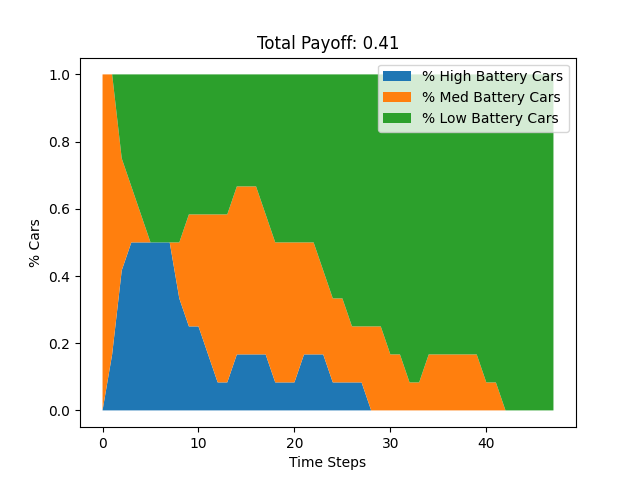 Total Payoff: 0.41
% High Battery Cars
% Med Battery Cars
% Low Battery Cars
1.0
0.8
0.6
0.4
0.2
0.0
% Cars
0
10
20
30
40
Time Steps